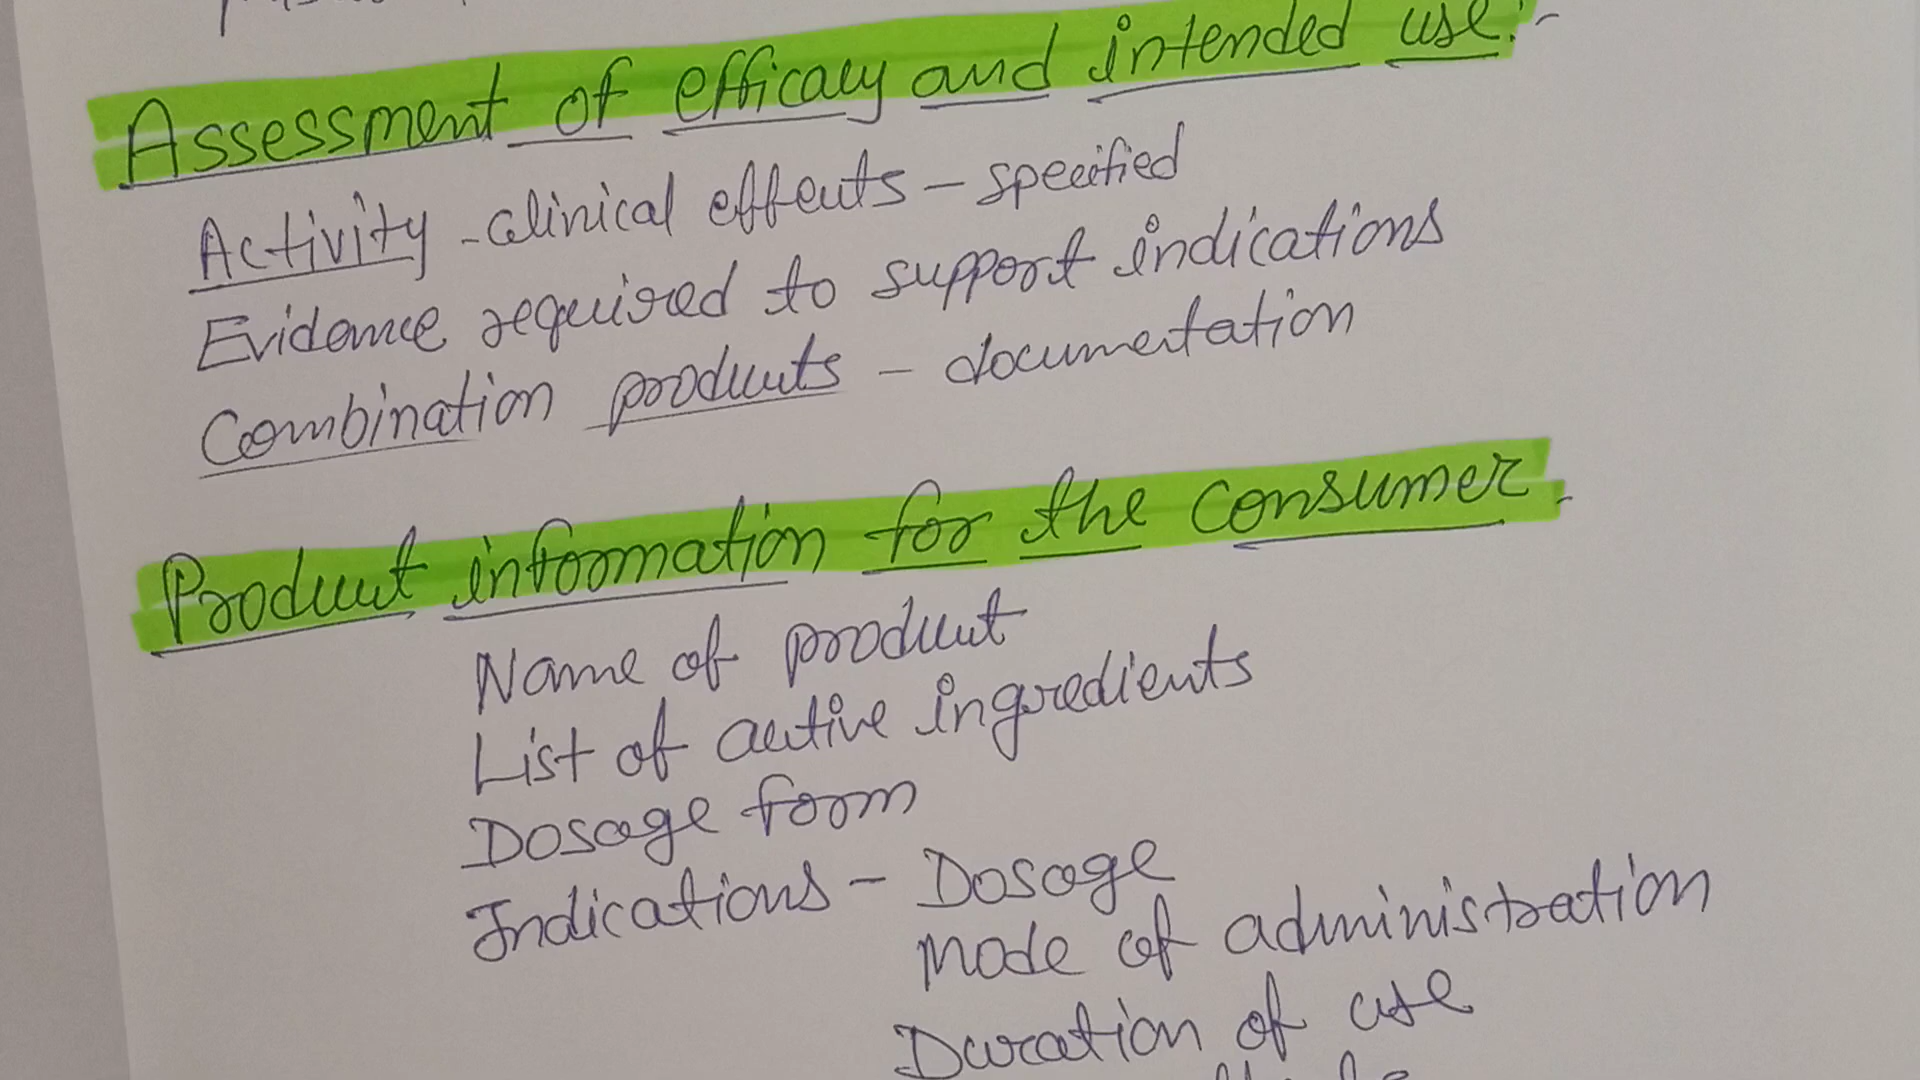 Assessment of efficacy and intended use:-
Activity - clinical effects - specified
Evidence required to support indications
Combination products - documentation
Product information for the consumer.
Name of product
List of active ingredients
Dosage form
Indications - Dosage
Mode of administration
Duration of use